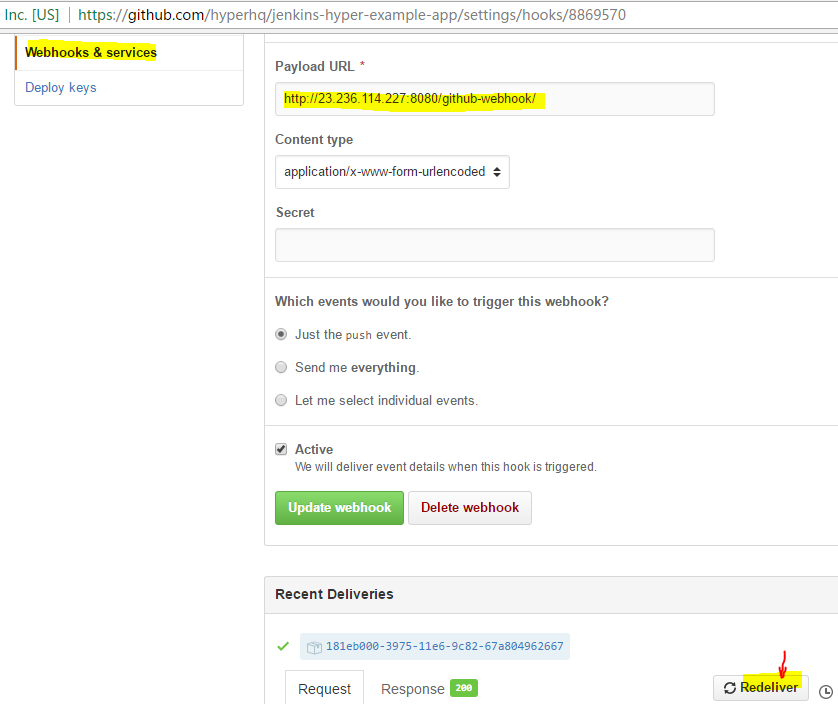 Inc. [US] https://github.com/hyperhq/jenkins-hyper-example-app/settings/hooks/8869570
Webhooks & services
Deploy keys
Payload URL *
http://23.236.114.227:8080/github-webhook/
Content type
application/x-www-form-urlencoded
Secret
Which events would you like to trigger this webhook?
Just the push event.
Send me everything.
Let me select individual events.
Active
We will deliver event details when this hook is triggered.
Update webhook Delete webhook
Recent Deliveries
181eb000-3975-11e6-9c82-67a804962667
Request Response 200 Redeliver